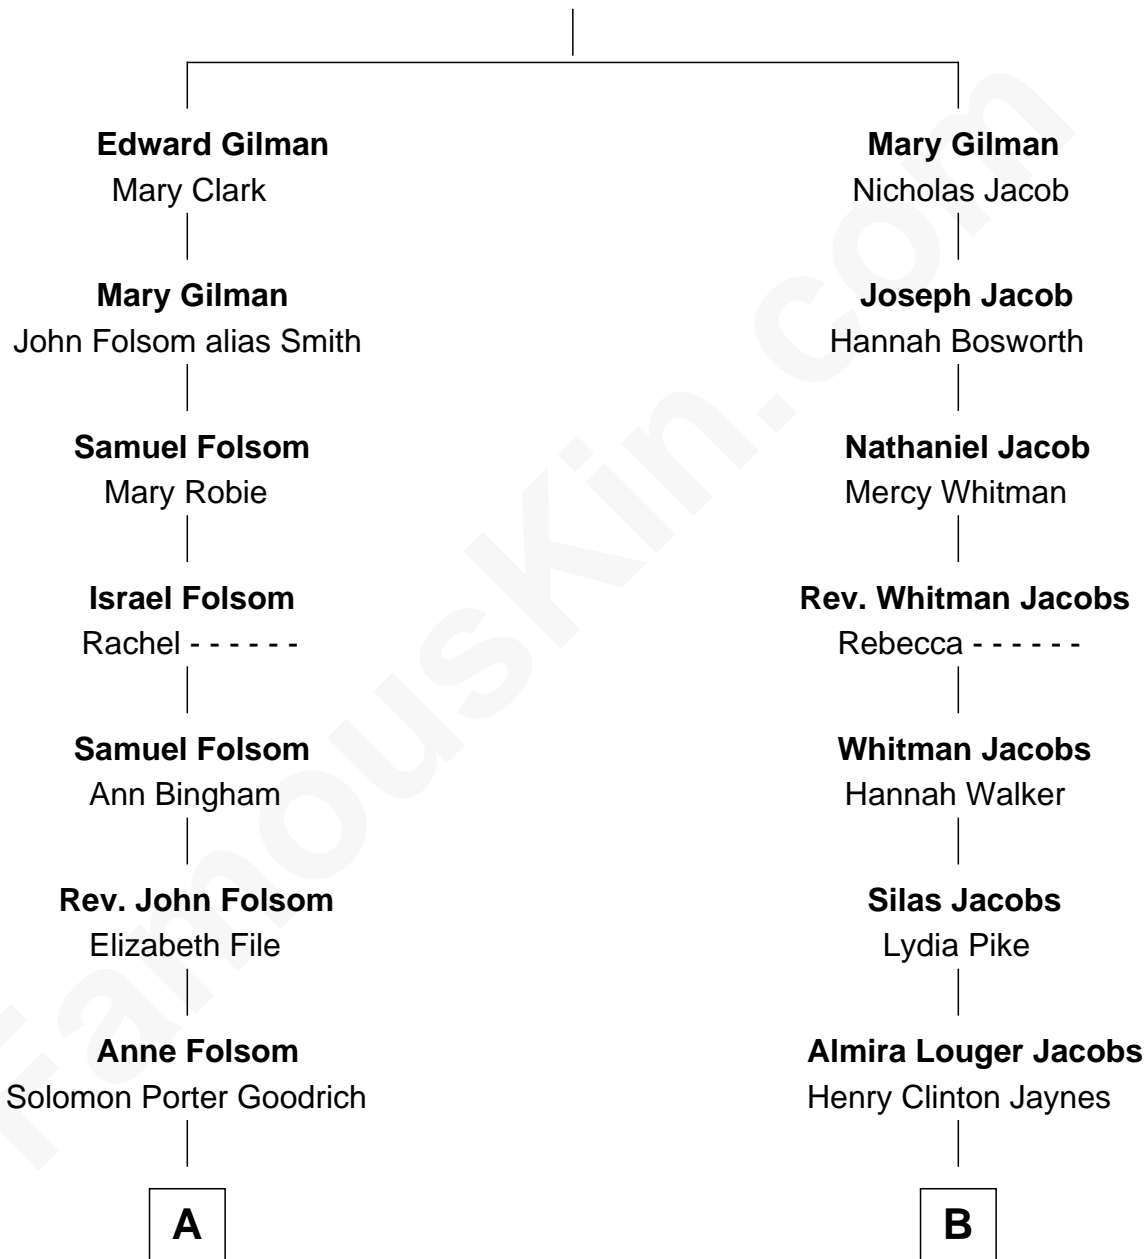 Edward Gilman
Mary Clark
Mary Gilman
John Folsom alias Smith
Samuel Folsom
Mary Robie
Israel Folsom
Rachel - - - - - -
Samuel Folsom
Ann Bingham
Rev. John Folsom
Elizabeth File
Anne Folsom
Solomon Porter Goodrich
A
Mary Gilman
Nicholas Jacob
Joseph Jacob
Hannah Bosworth
Nathaniel Jacob
Mercy Whitman
Rev. Whitman Jacobs
Rebecca - - - - - -
Whitman Jacobs
Hannah Walker
Silas Jacobs
Lydia Pike
Almira Louger Jacobs
Henry Clinton Jaynes
B
FamousKin.com